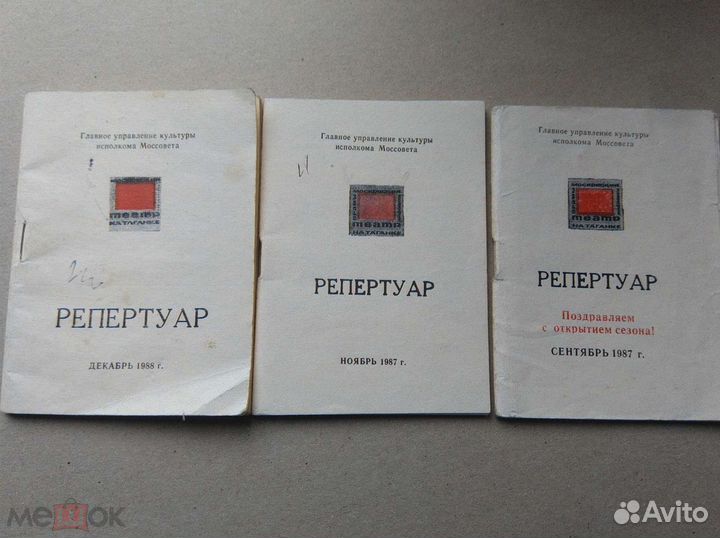 Главное управление культуры
исполкома Моссовета
театр
НА ТАГАНКЕ
РЕПЕРТУАР
ДЕКАБРЬ 1988 г.
Главное управление культуры
исполкома Моссовета
театр
НА ТАГАНКЕ
РЕПЕРТУАР
НОЯБРЬ 1987 г.
Главное управление культуры
исполкома Моссовета
МОСКОВСКИЙ
драмы
театр
НА ТАГАНКЕ
РЕПЕРТУАР
Поздравляем
с открытием сезона!
СЕНТЯБРЬ 1987 г.
мешок
Avito